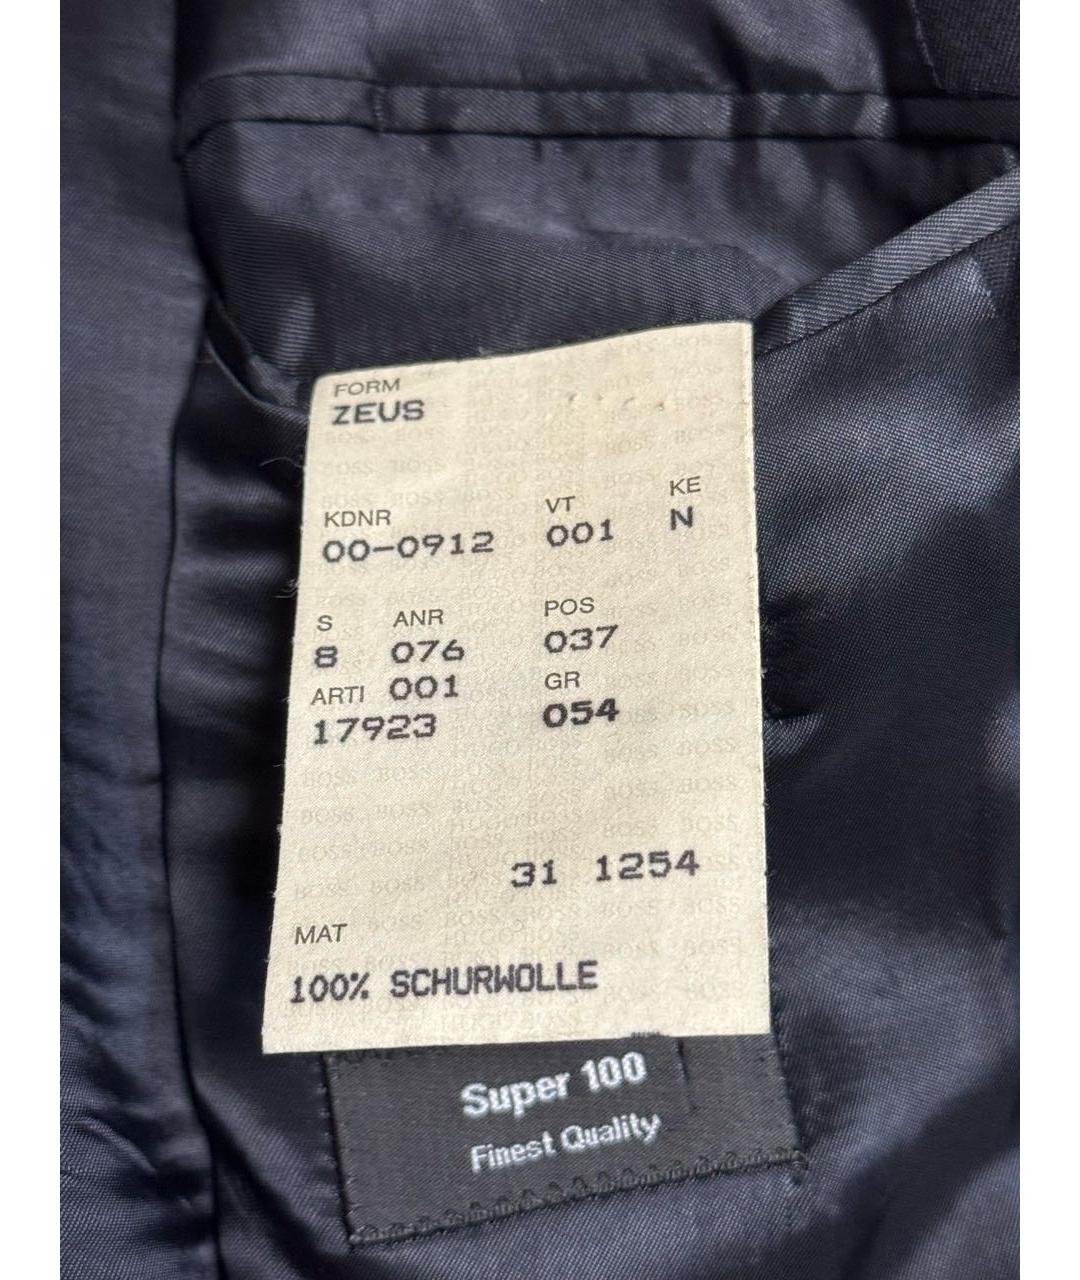 FORM
ZEUS
KDNR VT KE
00-0912 001 N
S ANR POS
8 076 037
ARTI 001 GR
17923 054
31 1254
MAT
100% SCHURWOLLE
Super 100
Finest Quality